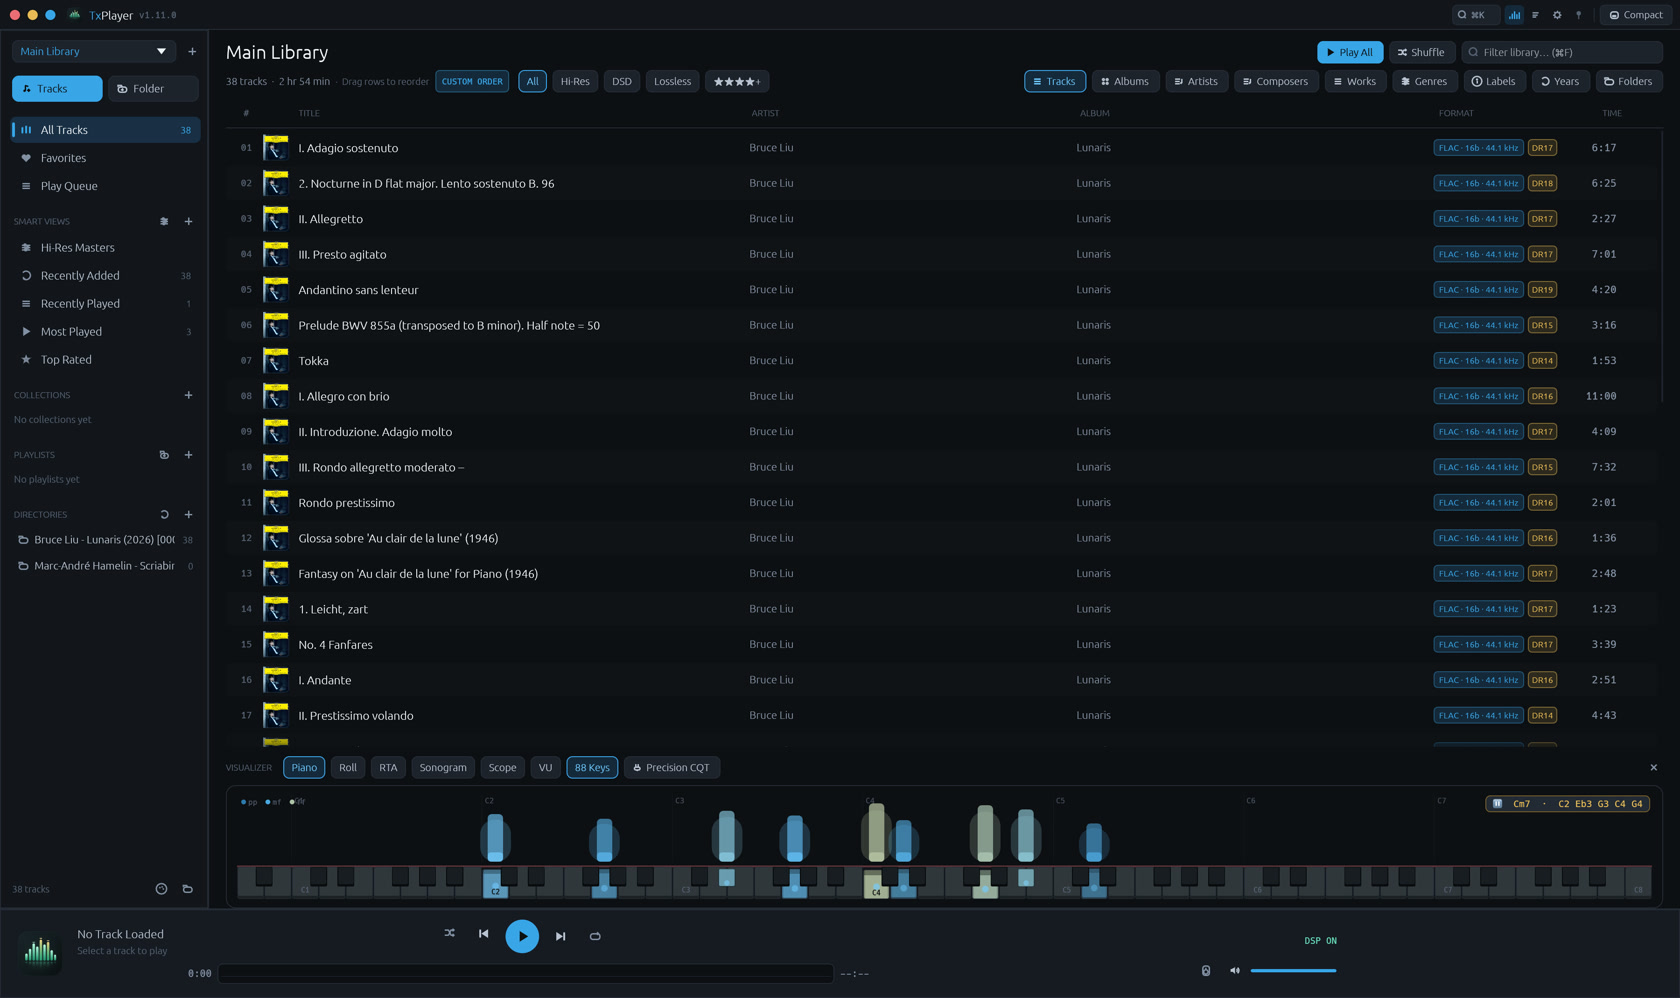 TxPlayer v1.11.0
⌘K
Compact
Main Library
Tracks
Folder
All Tracks 38
Favorites
Play Queue
SMART VIEWS
Hi-Res Masters
Recently Added 38
Recently Played 1
Most Played 3
Top Rated
COLLECTIONS
No collections yet
PLAYLISTS
No playlists yet
DIRECTORIES
Bruce Liu - Lunaris (2026) [00 38
Marc-André Hamelin - Scriabin 0
38 tracks
Main Library
Play All
Shuffle
Filter library… (⌘F)
38 tracks · 2 hr 54 min · Drag rows to reorder CUSTOM ORDER All Hi-Res DSD Lossless ★★★★+
Tracks Albums Artists Composers Works Genres Labels Years Folders
# TITLE ARTIST ALBUM FORMAT TIME
01 I. Adagio sostenuto Bruce Liu Lunaris FLAC · 16b · 44.1 kHz DR17 6:17
02 2. Nocturne in D flat major. Lento sostenuto B. 96 Bruce Liu Lunaris FLAC · 16b · 44.1 kHz DR18 6:25
03 II. Allegretto Bruce Liu Lunaris FLAC · 16b · 44.1 kHz DR17 2:27
04 III. Presto agitato Bruce Liu Lunaris FLAC · 16b · 44.1 kHz DR17 7:01
05 Andantino sans lenteur Bruce Liu Lunaris FLAC · 16b · 44.1 kHz DR19 4:20
06 Prelude BWV 855a (transposed to B minor). Half note = 50 Bruce Liu Lunaris FLAC · 16b · 44.1 kHz DR15 3:16
07 Tokka Bruce Liu Lunaris FLAC · 16b · 44.1 kHz DR14 1:53
08 I. Allegro con brio Bruce Liu Lunaris FLAC · 16b · 44.1 kHz DR16 11:00
09 II. Introduzione. Adagio molto Bruce Liu Lunaris FLAC · 16b · 44.1 kHz DR17 4:09
10 III. Rondo allegretto moderato – Bruce Liu Lunaris FLAC · 16b · 44.1 kHz DR15 7:32
11 Rondo prestissimo Bruce Liu Lunaris FLAC · 16b · 44.1 kHz DR16 2:01
12 Glossa sobre 'Au clair de la lune' (1946) Bruce Liu Lunaris FLAC · 16b · 44.1 kHz DR16 1:36
13 Fantasy on 'Au clair de la lune' for Piano (1946) Bruce Liu Lunaris FLAC · 16b · 44.1 kHz DR17 2:48
14 1. Leicht, zart Bruce Liu Lunaris FLAC · 16b · 44.1 kHz DR17 1:23
15 No. 4 Fanfares Bruce Liu Lunaris FLAC · 16b · 44.1 kHz DR17 3:39
16 I. Andante Bruce Liu Lunaris FLAC · 16b · 44.1 kHz DR16 2:51
17 II. Prestissimo volando Bruce Liu Lunaris FLAC · 16b · 44.1 kHz DR14 4:43
VISUALIZER Piano Roll RTA Sonogram Scope VU 88 Keys Precision CQT
pp mf C2 C3 C4 C5 C6 C7
Cm7 · C2 Eb3 G3 C4 G4
C1 C2 C3 C4 C5 C6 C7 C8
No Track Loaded
Select a track to play
0:00 --:--
DSP ON